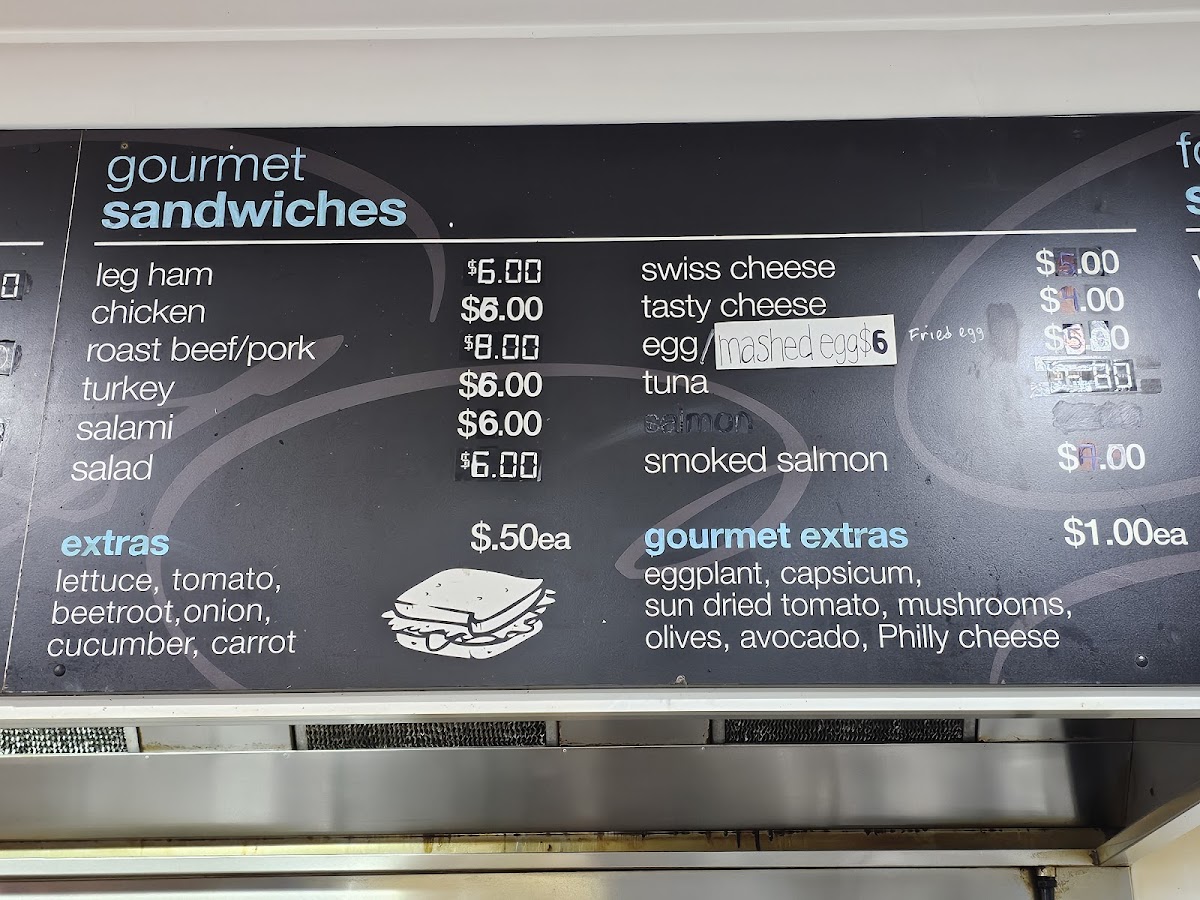 gourmet
sandwiches
leg ham $6.00
chicken $6.00
roast beef/pork $8.00
turkey $6.00
salami $6.00
salad $6.00
extras $.50ea
lettuce, tomato,
beetroot,onion,
cucumber, carrot
swiss cheese $5.00
tasty cheese
egg/mashed egg$6 Fried egg
tuna
salmon
smoked salmon
gourmet extras $1.00ea
eggplant, capsicum,
sun dried tomato, mushrooms,
olives, avocado, Philly cheese